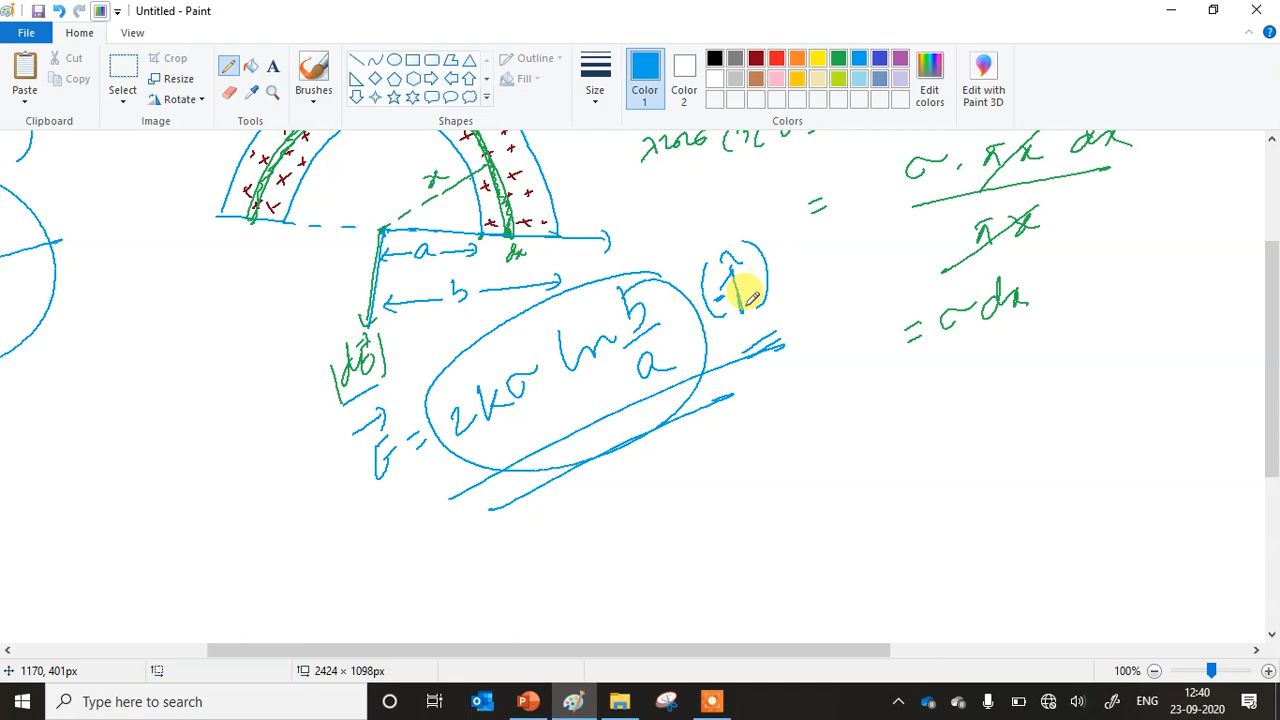 Untitled - Paint
File Home View
Paste
Cut
Copy
Clipboard
Select
Crop
Resize
Rotate
Image
Tools
Brushes
Outline
Fill
Shapes
Size
Color 1
Color 2
Edit colors
Colors
Edit with Paint 3D
x
a
dx
b
σ . πx dx
=
πx
= σ dx
E = 2kσ ln b/a
1170, 401px
2424 × 1098px
100%
Type here to search
ENG
12:40
23-09-2020